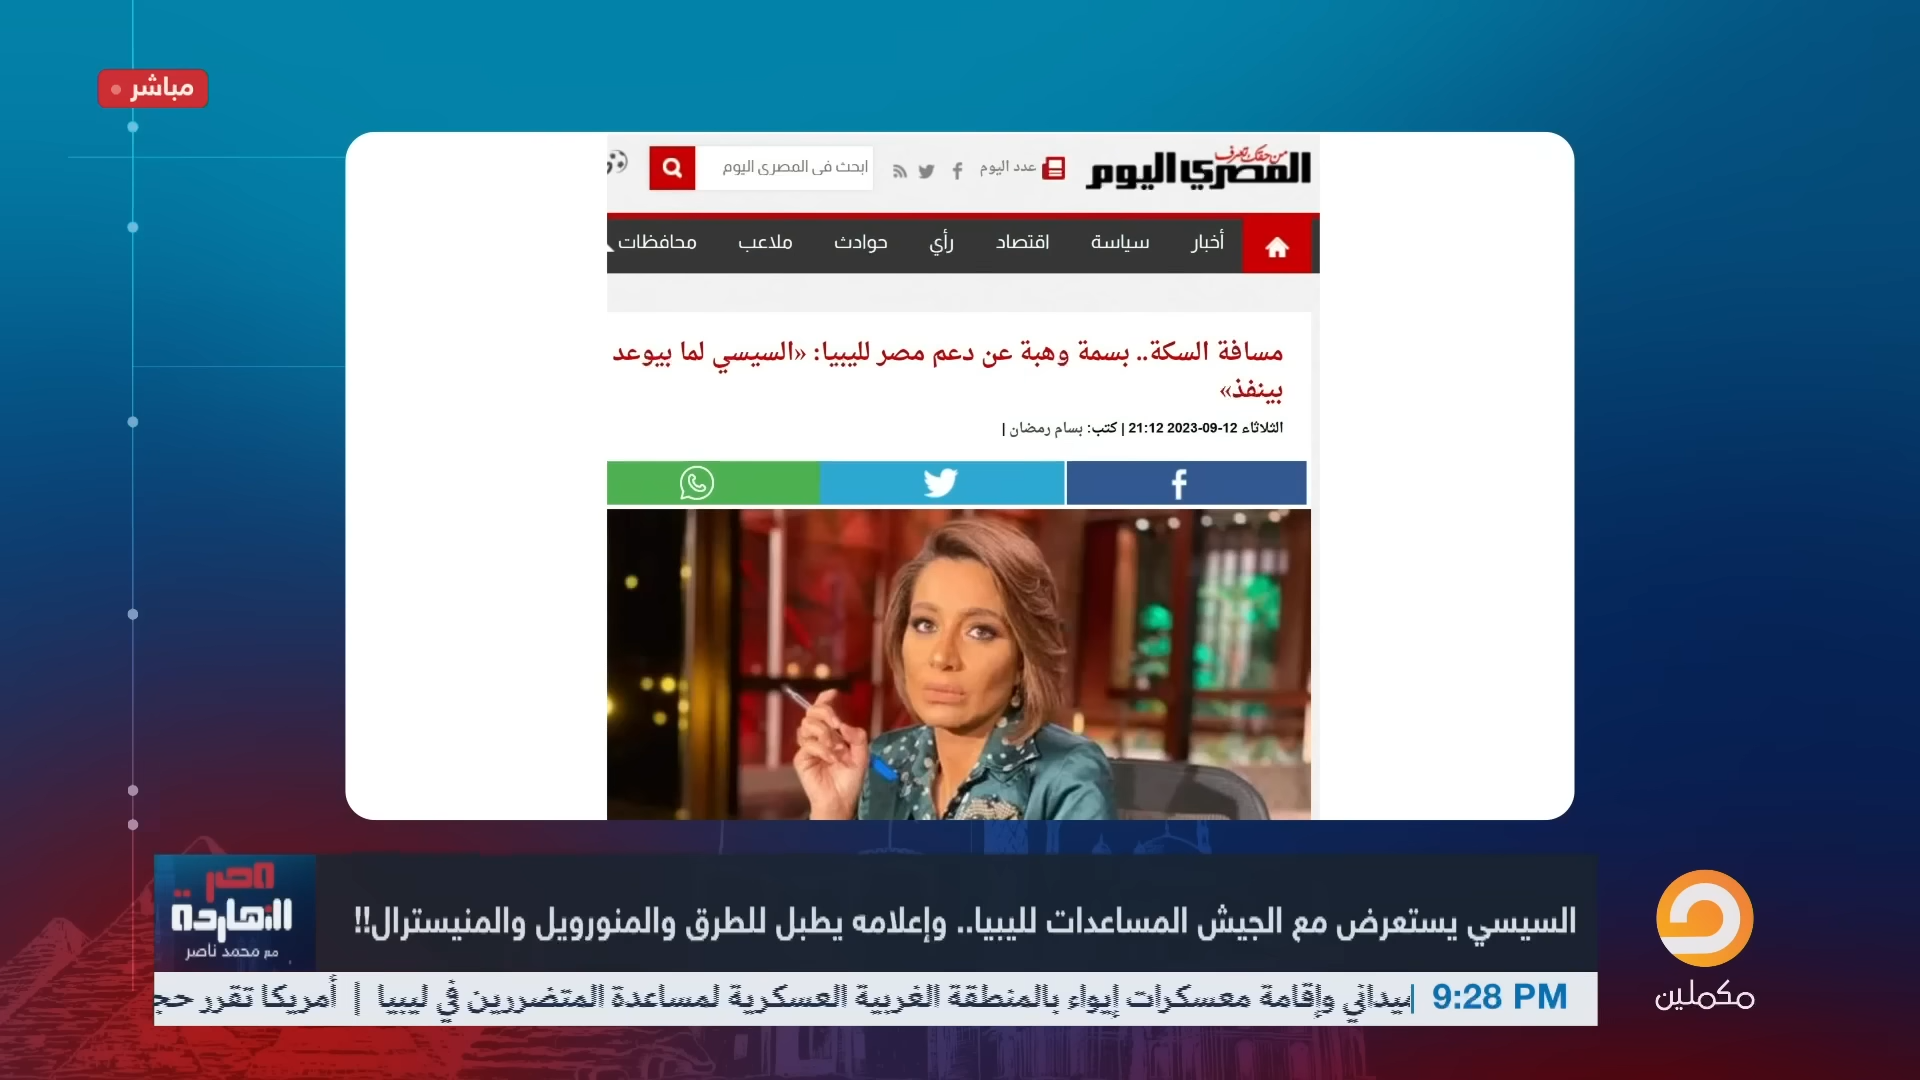 مباشر
من حقك تعرف
المصري اليوم
عدد اليوم
ابحث في المصري اليوم
أخبار سياسة اقتصاد رأي حوادث ملاعب محافظات
مسافة السكة.. بسمة وهبة عن دعم مصر لليبيا: «السيسي لما بيوعد
بينفذ»
الثلاثاء 12-09-2023 21:12 | كتب: بسام رمضان |
مصر
النهاردة
مع محمد ناصر
السيسي يستعرض مع الجيش المساعدات لليبيا.. وإعلامه يطبل للطرق والمنورويل والمنيسترال!!
9:28 PM
وإقامة معسكرات إيواء بالمنطقة الغربية العسكرية لمساعدة المتضررين في ليبيا | أمريكا تقرر
مكملين